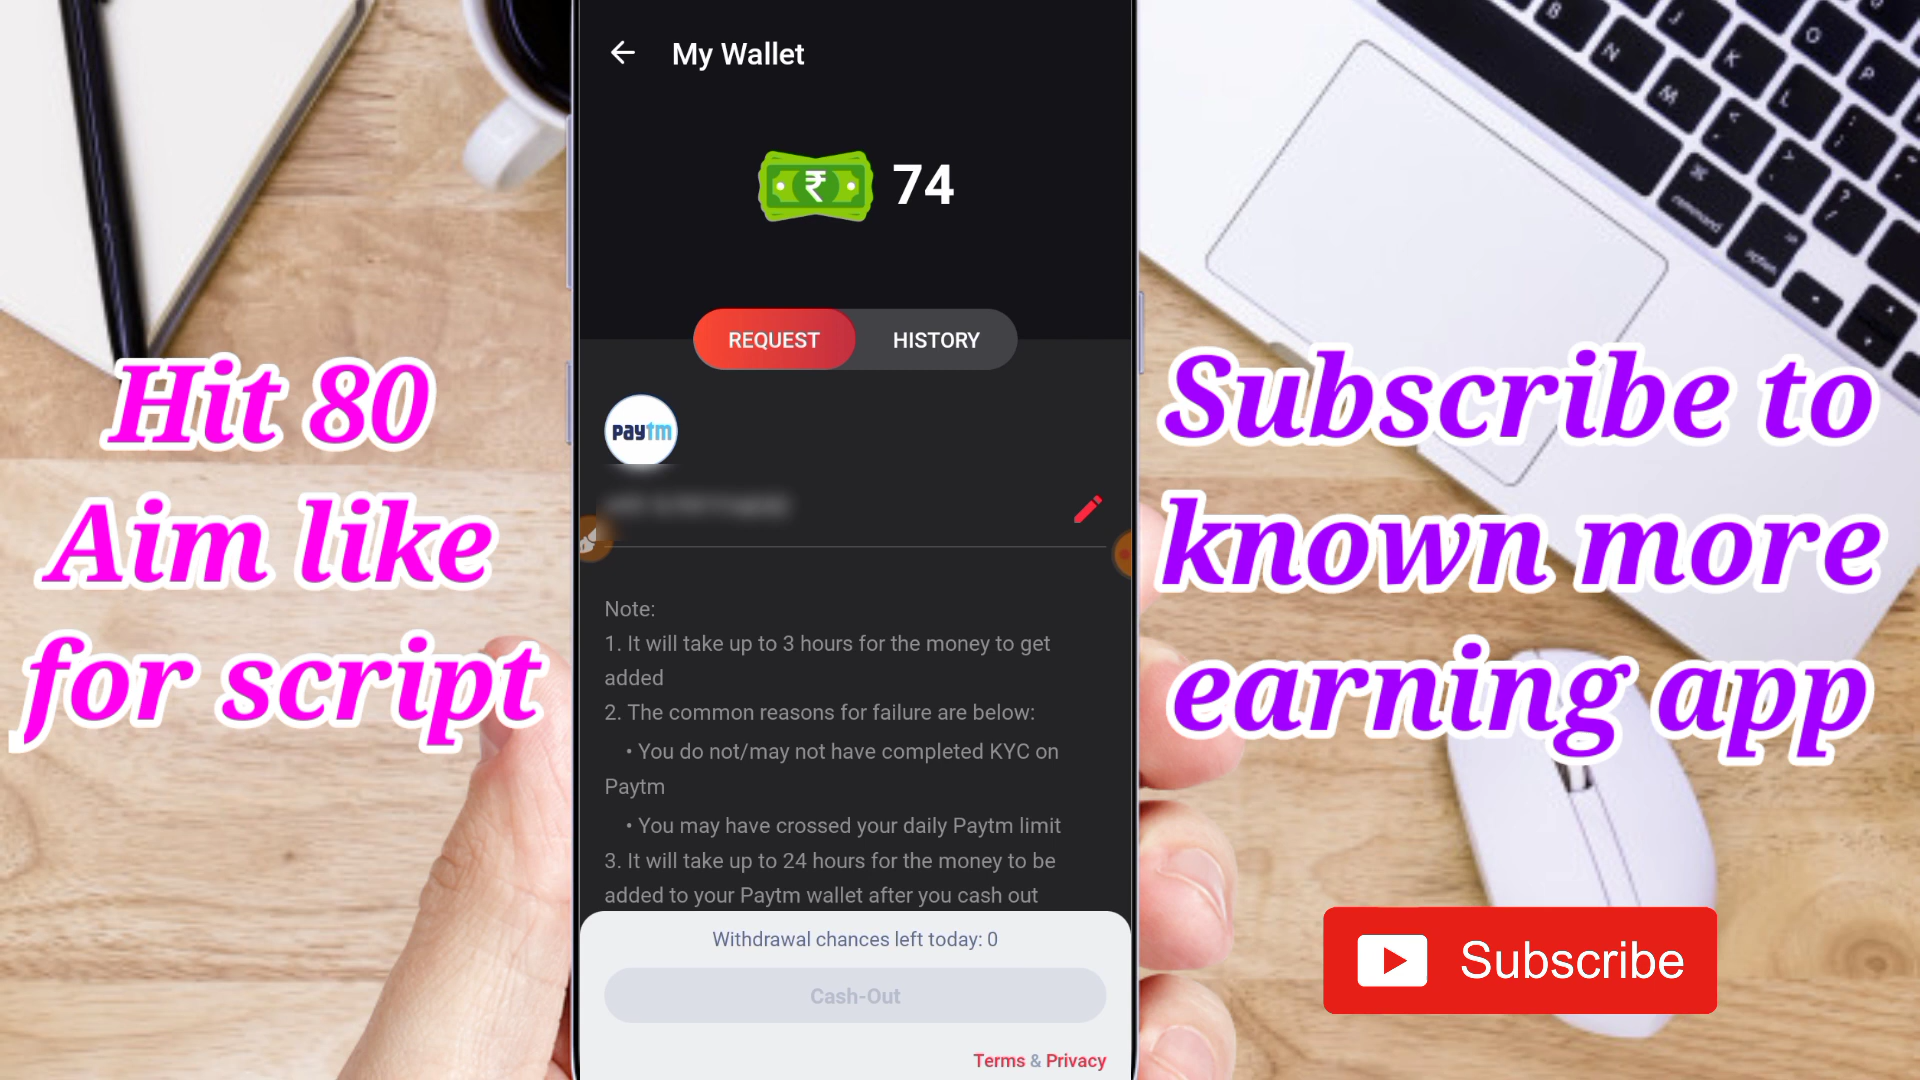 My Wallet
₹ 74
REQUEST HISTORY
paytm
Note:
1. It will take up to 3 hours for the money to get
added
2. The common reasons for failure are below:
• You do not/may not have completed KYC on
Paytm
• You may have crossed your daily Paytm limit
3. It will take up to 24 hours for the money to be
added to your Paytm wallet after you cash out
Withdrawal chances left today: 0
Cash-Out
Terms & Privacy
Hit 80
Aim like
for script
Subscribe to
known more
earning app
Subscribe
B
N
M
J
K
L
O
P
command
option